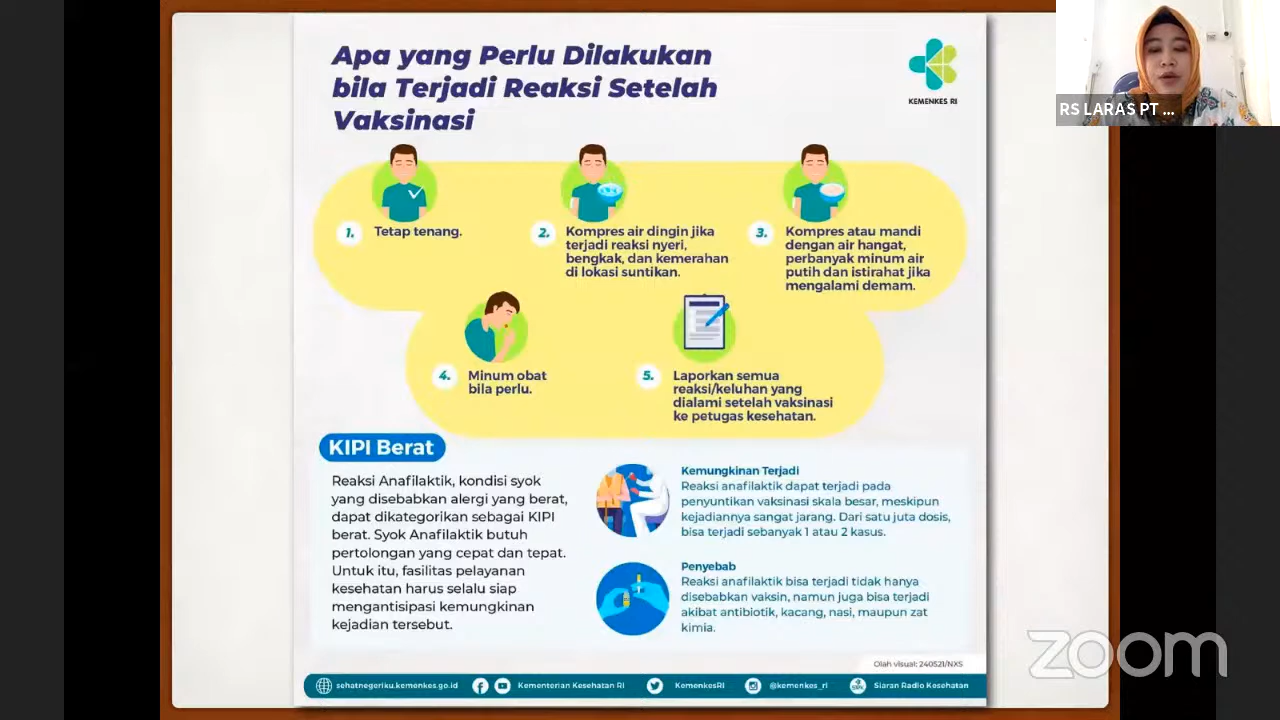 Apa yang Perlu Dilakukan
bila Terjadi Reaksi Setelah
Vaksinasi
KEMENKES RI
RS LARAS PT ...
1. Tetap tenang.
2. Kompres air dingin jika
terjadi reaksi nyeri,
bengkak, dan kemerahan
di lokasi suntikan.
3. Kompres atau mandi
dengan air hangat,
perbanyak minum air
putih dan istirahat jika
mengalami demam.
4. Minum obat
bila perlu.
5. Laporkan semua
reaksi/keluhan yang
dialami setelah vaksinasi
ke petugas kesehatan.
KIPI Berat
Reaksi Anafilaktik, kondisi syok
yang disebabkan alergi yang berat,
dapat dikategorikan sebagai KIPI
berat. Syok Anafilaktik butuh
pertolongan yang cepat dan tepat.
Untuk itu, fasilitas pelayanan
kesehatan harus selalu siap
mengantisipasi kemungkinan
kejadian tersebut.
Kemungkinan Terjadi
Reaksi anafilaktik dapat terjadi pada
penyuntikan vaksinasi skala besar, meskipun
kejadiannya sangat jarang. Dari satu juta dosis,
bisa terjadi sebanyak 1 atau 2 kasus.
Penyebab
Reaksi anafilaktik bisa terjadi tidak hanya
disebabkan vaksin, namun juga bisa terjadi
akibat antibiotik, kacang, nasi, maupun zat
kimia.
zoom
Olah visual: 240521/NXS
sehatnegeriku.kemenkes.go.id Kementerian Kesehatan RI KemenkesRI @kemenkes_ri Siaran Radio Kesehatan